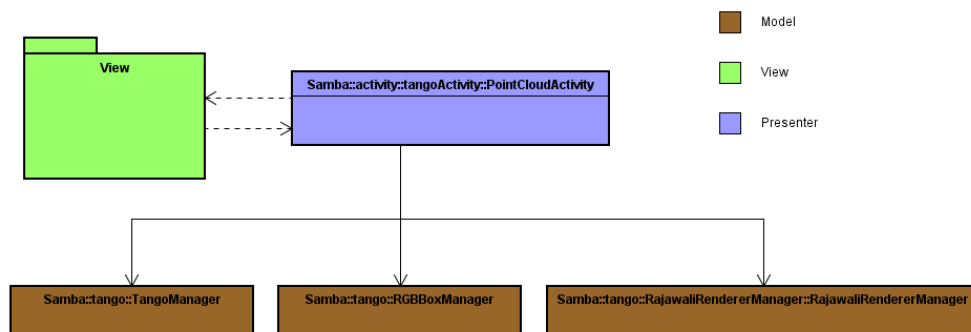 Model
View
Samba::activity::tangoActivity::PointCloudActivity
View
Presenter
Samba::tango::TangoManager
Samba::tango::RGBBoxManager
Samba::tango::RajawaliRendererManager::RajawaliRendererManager